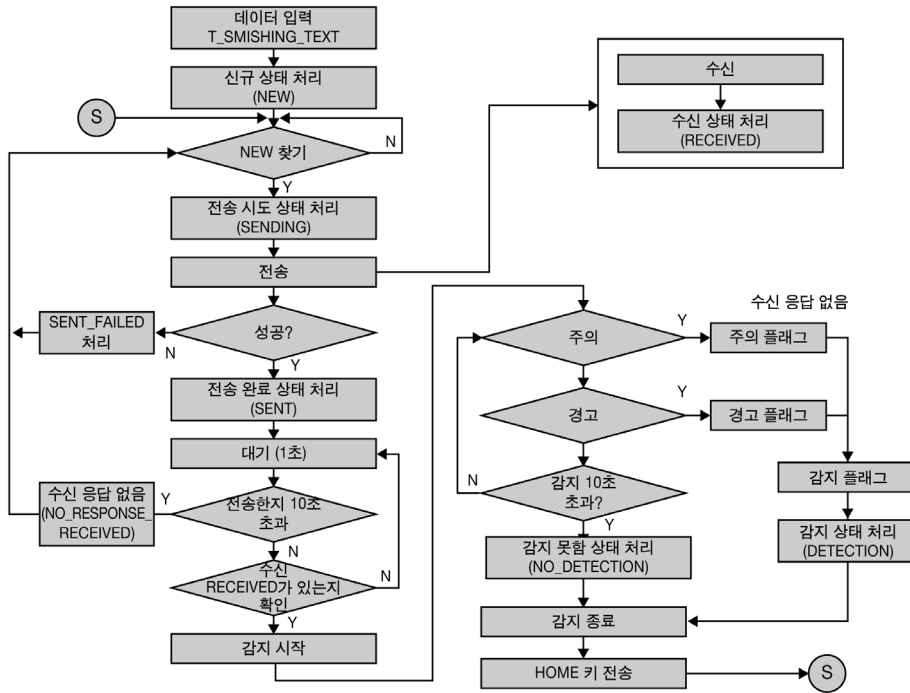 데이터 입력
T_SMISHING_TEXT
신규 상태 처리
(NEW)
S
NEW 찾기
N
Y
전송 시도 상태 처리
(SENDING)
전송
성공?
SENT_FAILED
처리
N
Y
전송 완료 상태 처리
(SENT)
대기 (1초)
전송한지 10초
초과
Y
수신 응답 없음
(NO_RESPONSE_
RECEIVED)
N
수신
RECEIVED가 있는지
확인
N
Y
감지 시작
수신
수신 상태 처리
(RECEIVED)
수신 응답 없음
주의
Y
주의 플래그
경고
Y
경고 플래그
감지 10초
초과?
N
Y
감지 플래그
감지 상태 처리
(DETECTION)
감지 못함 상태 처리
(NO_DETECTION)
감지 종료
HOME 키 전송
S